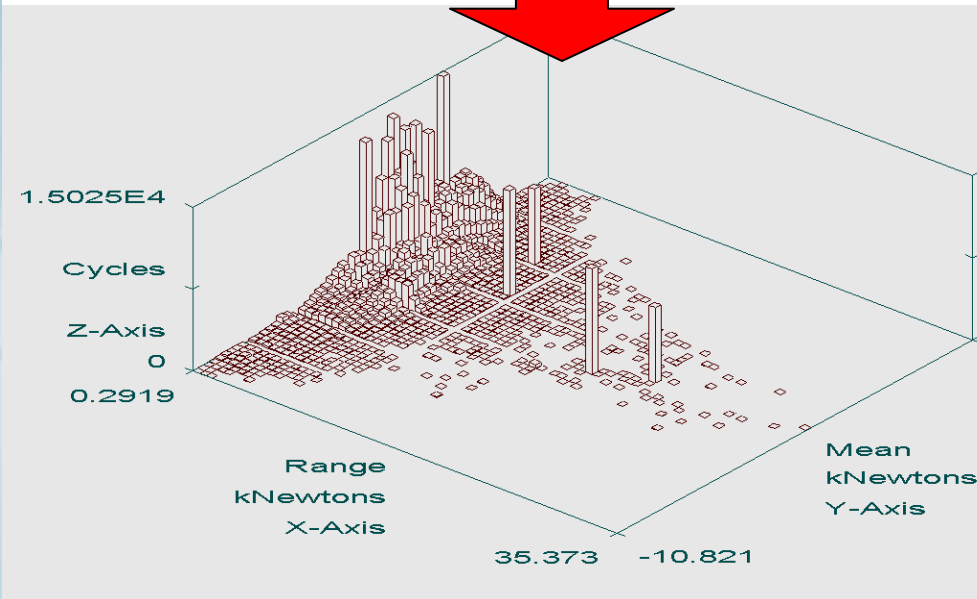 1.5025E4
Cycles
Z-Axis
0
0.2919
Range
kNewtons
X-Axis
35.373
-10.821
Mean
kNewtons
Y-Axis